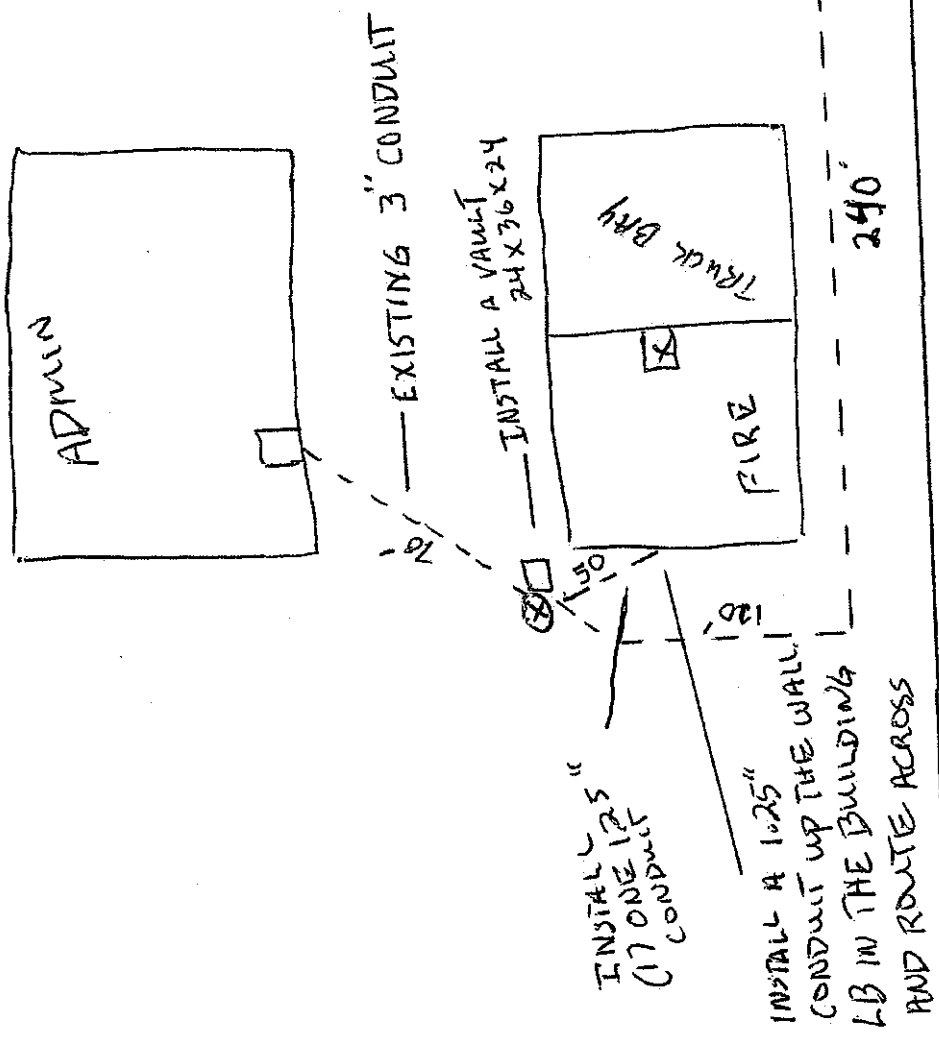 ADMIN
EXISTING 3" CONDUIT
70'
INSTALL A VAULT
24 X 36 X 24
X
50
X
TRUCK BAY
FIRE
120'
240'
INSTALL
(1) ONE 1.25"
CONDUIT
INSTALL A 1.25"
CONDUIT UP THE WALL.
LB IN THE BUILDING
AND ROUTE ACROSS